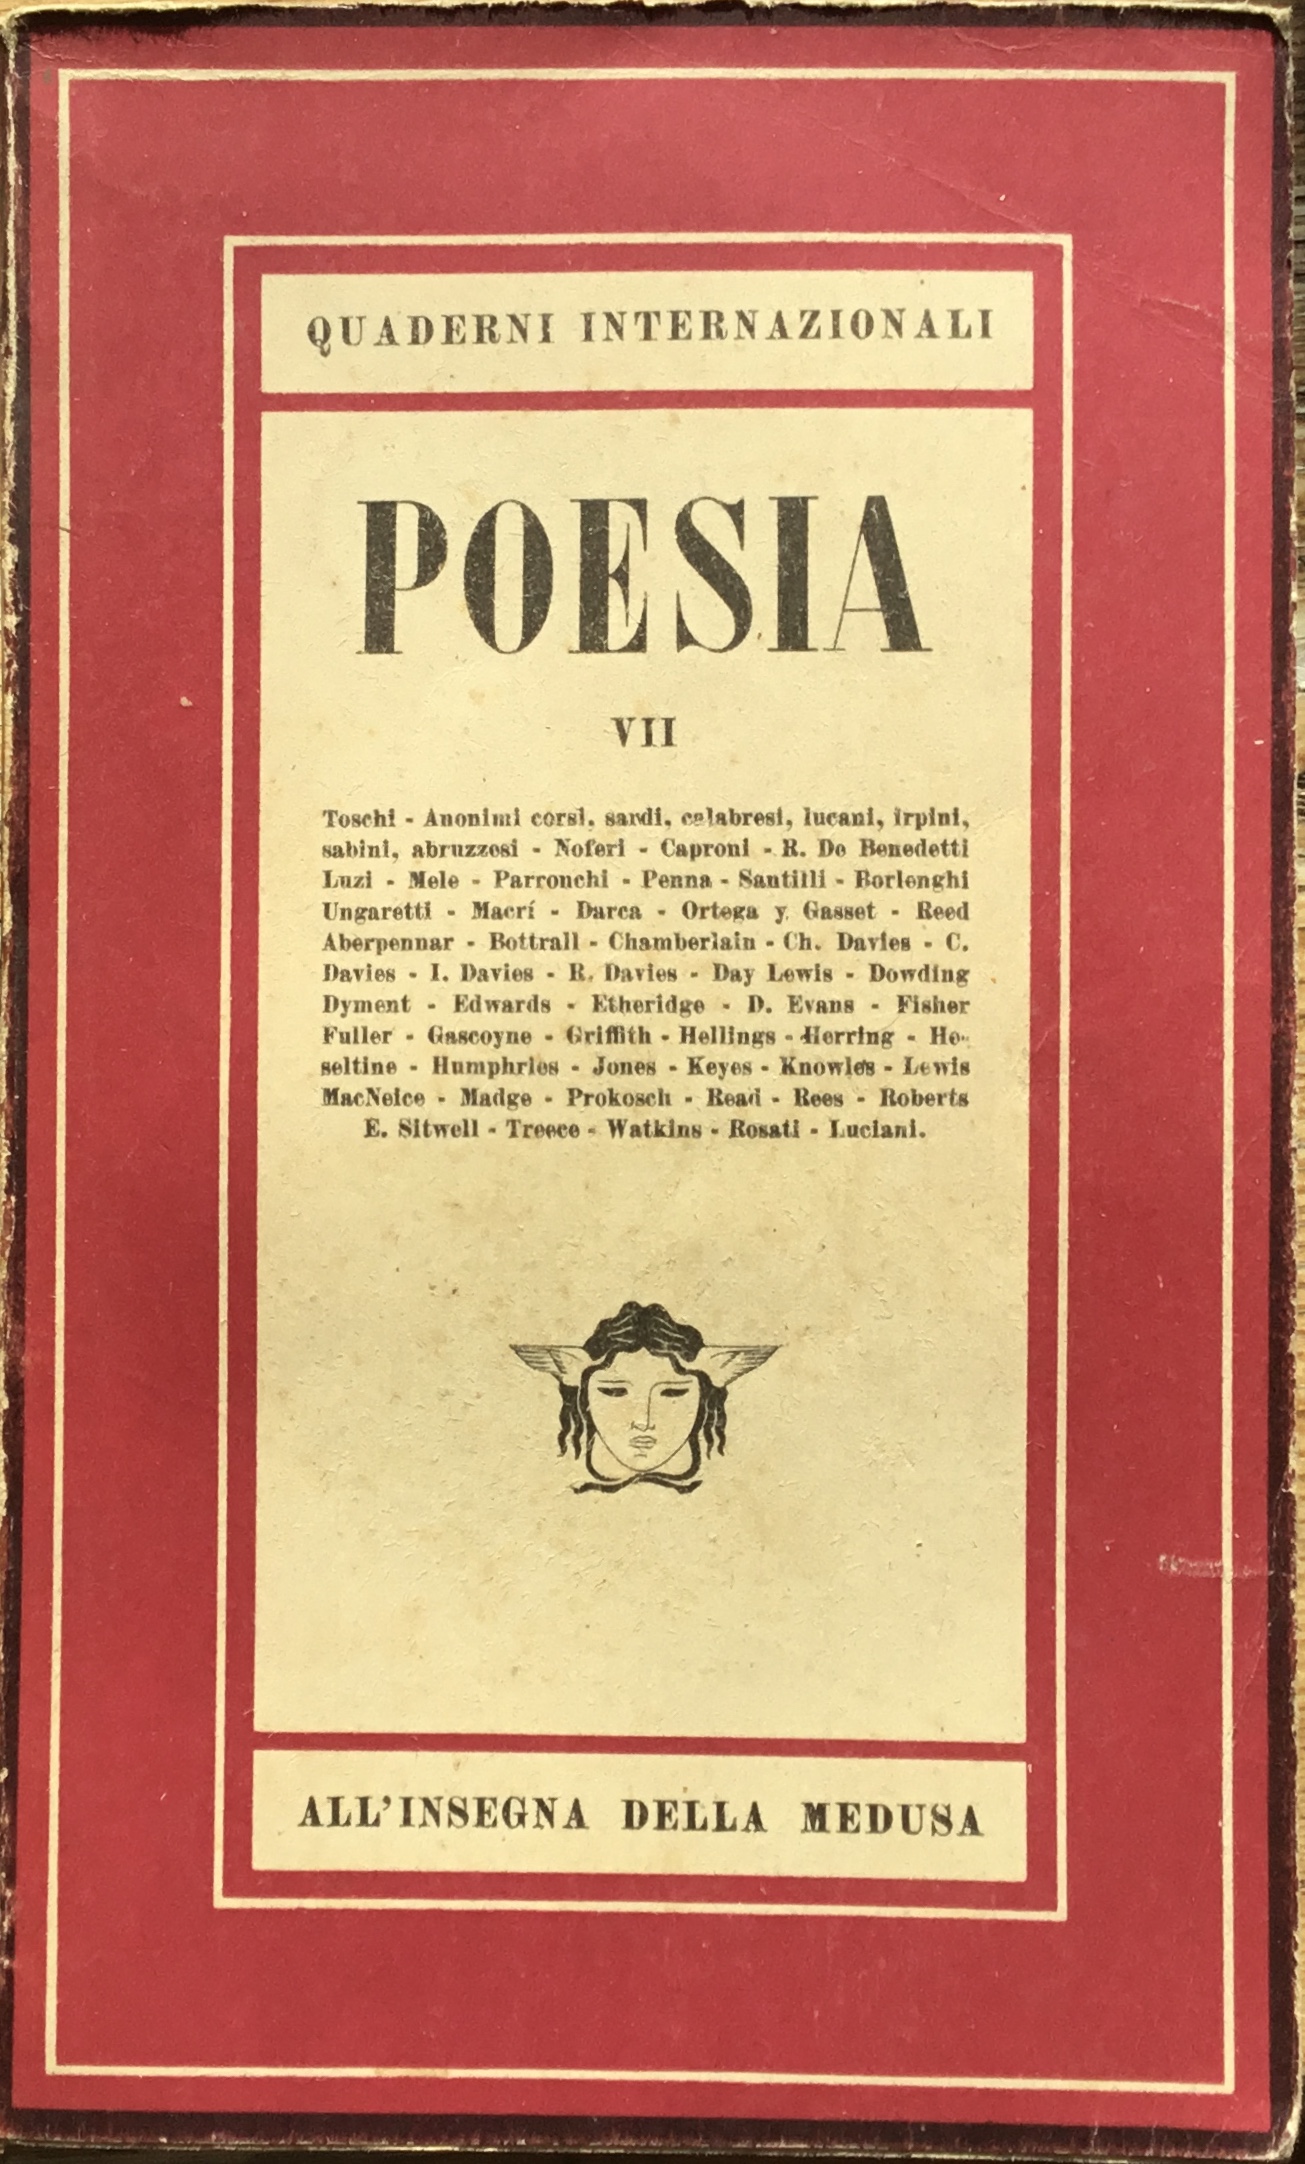 QUADERNI INTERNAZIONALI
POESIA
VII
Toschi - Anonimi corsi, sardi, calabresi, lucani, irpini,
sabini, abruzzesi - Noferi - Caproni - R. De Benedetti
Luzi - Mele - Parronchi - Penna - Santilli - Borlenghi
Ungaretti - Macrí - Darca - Ortega y Gasset - Reed
Aberpennar - Bottrall - Chamberlain - Ch. Davies - C.
Davies - I. Davies - R. Davies - Day Lewis - Dowding
Dyment - Edwards - Etheridge - D. Evans - Fisher
Fuller - Gascoyne - Griffith - Hellings - Herring - He-
seltine - Humphries - Jones - Keyes - Knowles - Lewis
MacNeice - Madge - Prokosch - Read - Rees - Roberts
E. Sitwell - Treece - Watkins - Rosati - Luciani.
ALL'INSEGNA DELLA MEDUSA